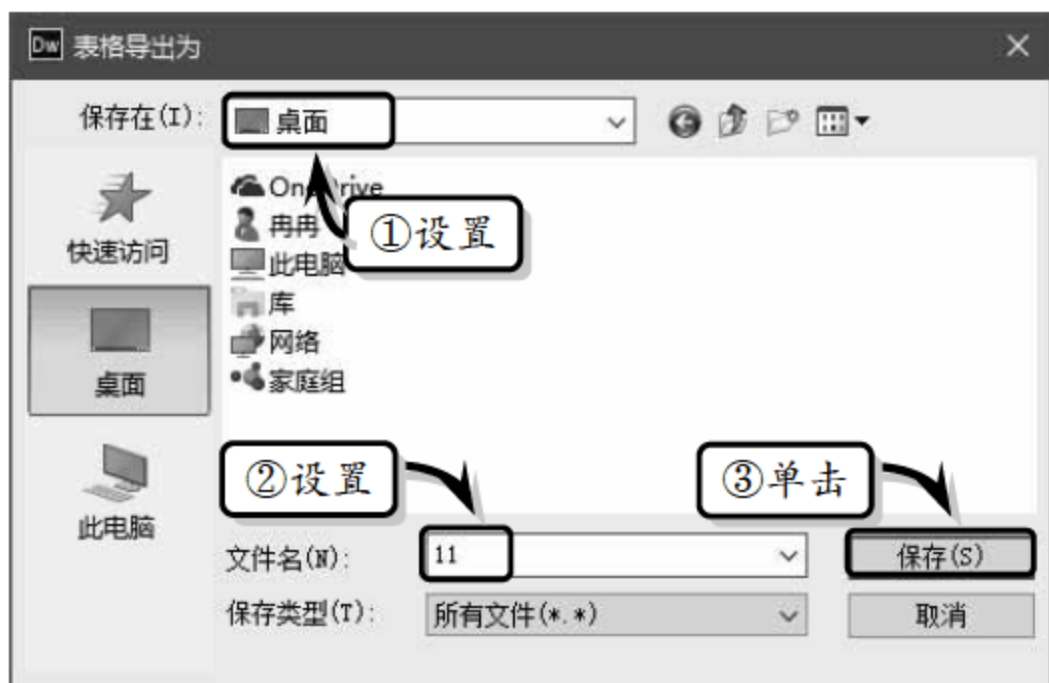 Dw 表格导出为
保存在(I):
桌面
快速访问
桌面
此电脑
OneDrive
冉冉
此电脑
库
网络
家庭组
①设置
②设置
③单击
文件名(N):
11
保存(S)
保存类型(T):
所有文件(*.*)
取消